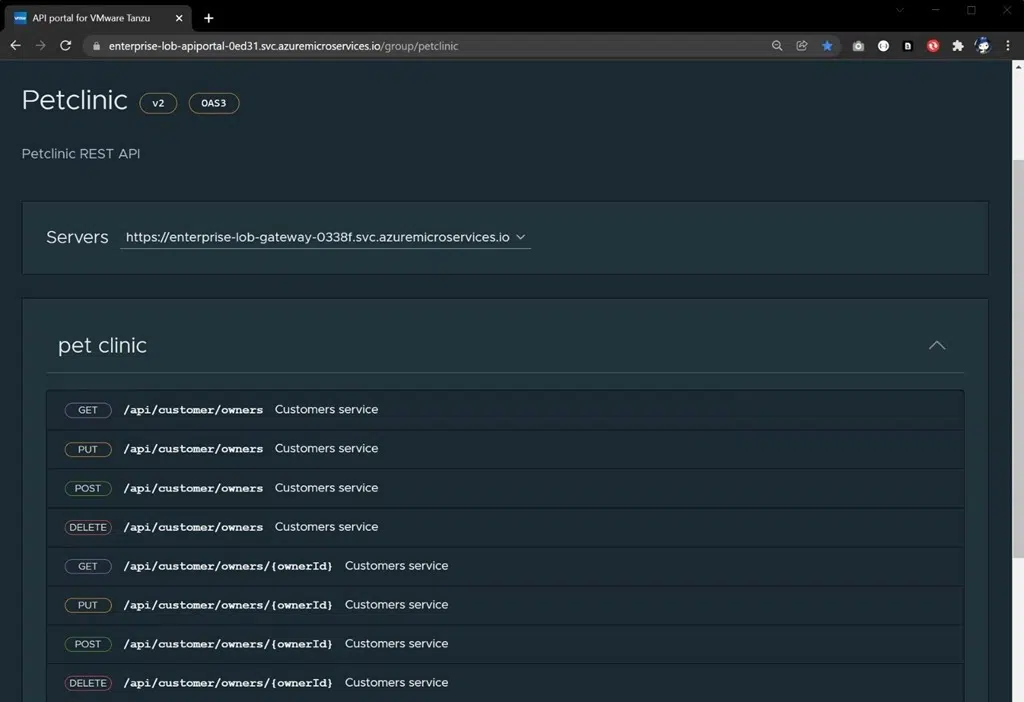 API portal for VMware Tanzu
enterprise-lob-apiportal-0ed31.svc.azuremicroservices.io/group/petclinic
Petclinic v2 OAS3
Petclinic REST API
Servers https://enterprise-lob-gateway-0338f.svc.azuremicroservices.io
pet clinic
GET /api/customer/owners Customers service
PUT /api/customer/owners Customers service
POST /api/customer/owners Customers service
DELETE /api/customer/owners Customers service
GET /api/customer/owners/{ownerId} Customers service
PUT /api/customer/owners/{ownerId} Customers service
POST /api/customer/owners/{ownerId} Customers service
DELETE /api/customer/owners/{ownerId} Customers service